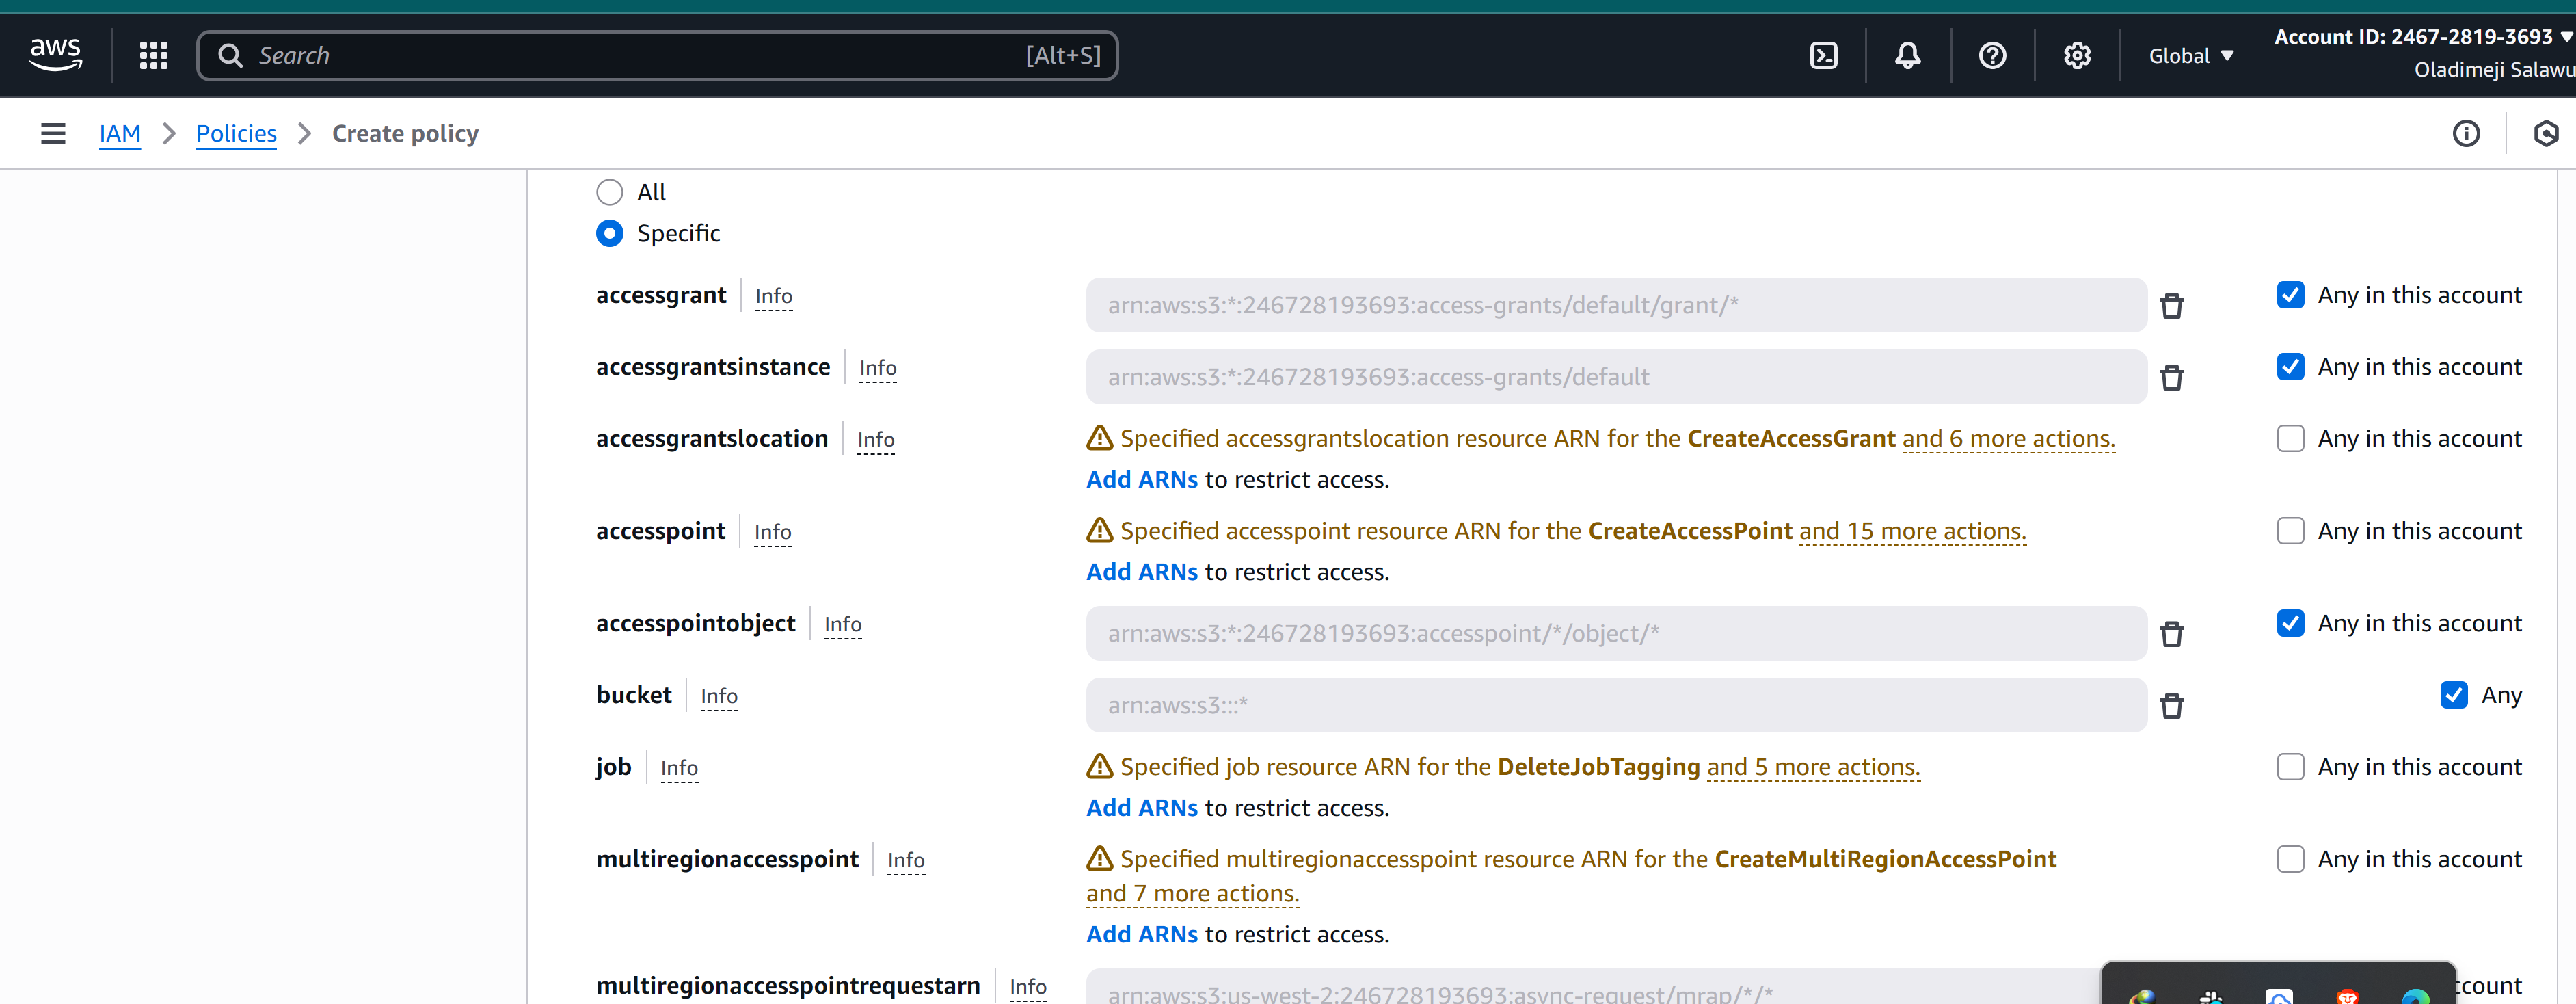 aws
Search [Alt+S]
Global
Account ID: 2467-2819-3693
Oladimeji Salawu
IAM
Policies
Create policy
All
Specific
accessgrant Info arn:aws:s3:*:246728193693:access-grants/default/grant/* Any in this account
accessgrantsinstance Info arn:aws:s3:*:246728193693:access-grants/default Any in this account
accessgrantslocation Info Specified accessgrantslocation resource ARN for the CreateAccessGrant and 6 more actions. Any in this account
Add ARNs to restrict access.
accesspoint Info Specified accesspoint resource ARN for the CreateAccessPoint and 15 more actions. Any in this account
Add ARNs to restrict access.
accesspointobject Info arn:aws:s3:*:246728193693:accesspoint/*/object/* Any in this account
bucket Info arn:aws:s3:::* Any
job Info Specified job resource ARN for the DeleteJobTagging and 5 more actions. Any in this account
Add ARNs to restrict access.
multiregionaccesspoint Info Specified multiregionaccesspoint resource ARN for the CreateMultiRegionAccessPoint Any in this account
and 7 more actions.
Add ARNs to restrict access.
multiregionaccesspointrequestarn Info arn:aws:s3:us-west-2:246728193693:async-request/mrap/*/* ccount